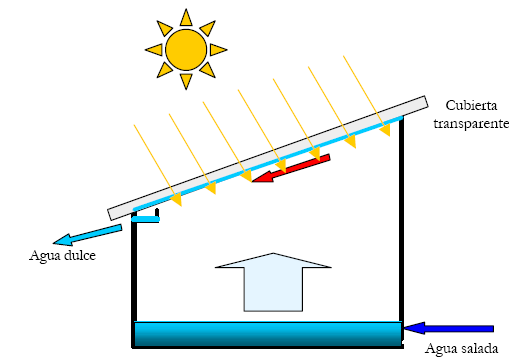 Cubierta
transparente
Agua dulce
Agua salada